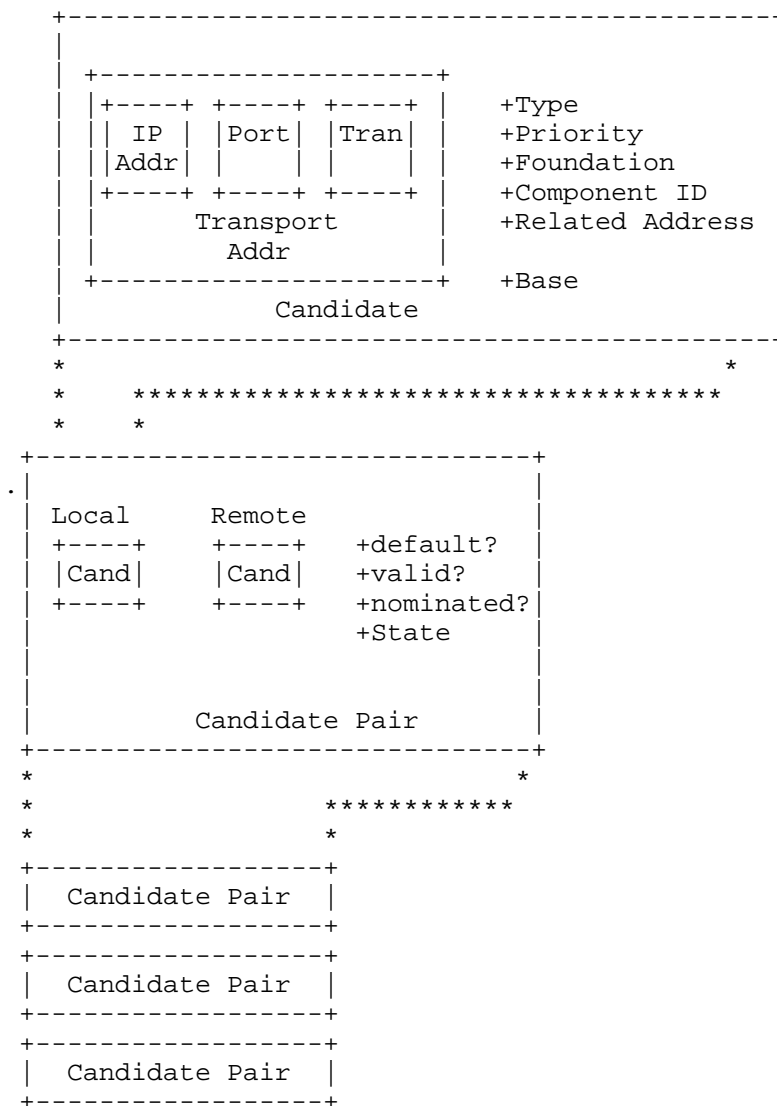 +---------------------------------------------
|
| +---------------------+
| |+----+ +----+ +----+ | +Type
| || IP | |Port| |Tran| | +Priority
| ||Addr| | | | | | +Foundation
| |+----+ +----+ +----+ | +Component ID
| | Transport | +Related Address
| | Addr |
| +---------------------+ +Base
| Candidate
+---------------------------------------------
* *
* *************************************
* *
+-------------------------------+
.| |
| Local Remote |
| +----+ +----+ +default? |
| |Cand| |Cand| +valid? |
| +----+ +----+ +nominated?|
| +State |
| |
| |
| Candidate Pair |
+-------------------------------+
* *
* ************
* *
+------------------+
| Candidate Pair |
+------------------+
+------------------+
| Candidate Pair |
+------------------+
+------------------+
| Candidate Pair |
+------------------+